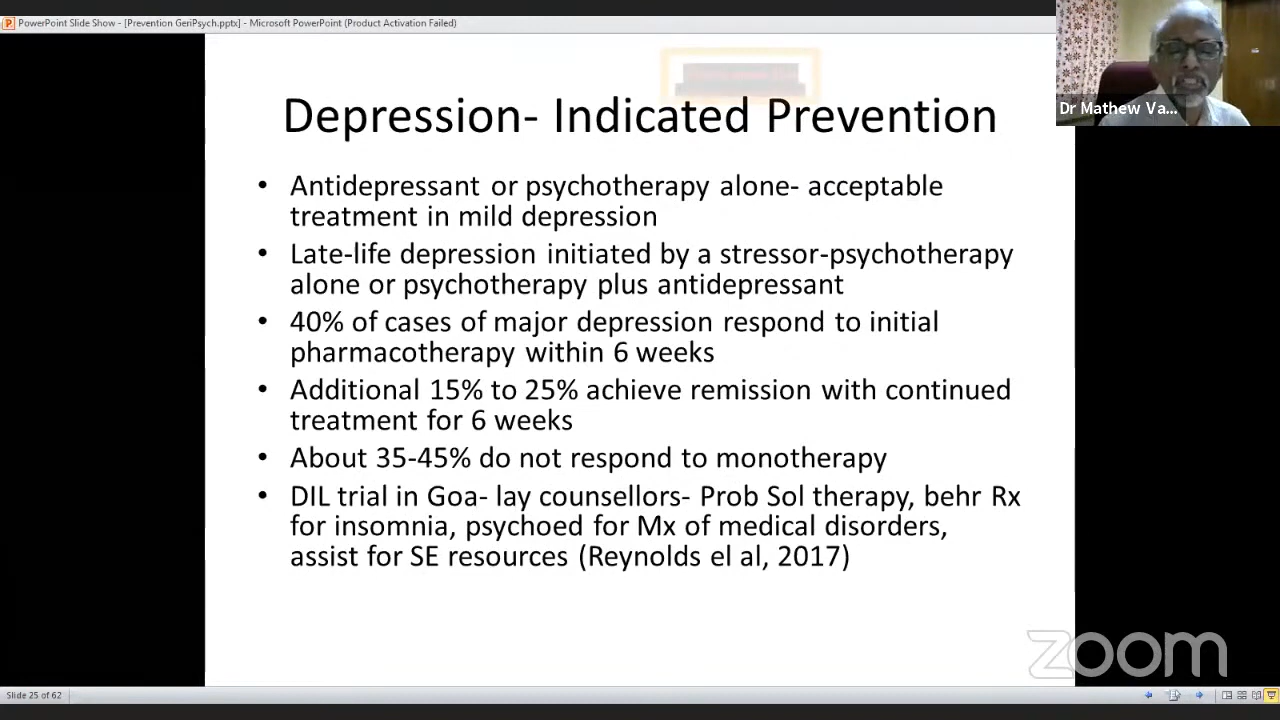 PowerPoint Slide Show - [Prevention GeriPsych.pptx] - Microsoft PowerPoint (Product Activation Failed)
Dr Mathew Va...
Depression- Indicated Prevention
• Antidepressant or psychotherapy alone- acceptable
treatment in mild depression
• Late-life depression initiated by a stressor-psychotherapy
alone or psychotherapy plus antidepressant
• 40% of cases of major depression respond to initial
pharmacotherapy within 6 weeks
• Additional 15% to 25% achieve remission with continued
treatment for 6 weeks
• About 35-45% do not respond to monotherapy
• DIL trial in Goa- lay counsellors- Prob Sol therapy, behr Rx
for insomnia, psychoed for Mx of medical disorders,
assist for SE resources (Reynolds el al, 2017)
zoom
Slide 25 of 62